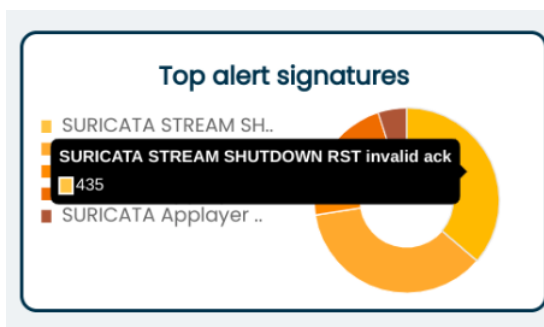 Top alert signatures
SURICATA STREAM SH..
SURICATA STREAM SHUTDOWN RST invalid ack
435
SURICATA Applayer ..